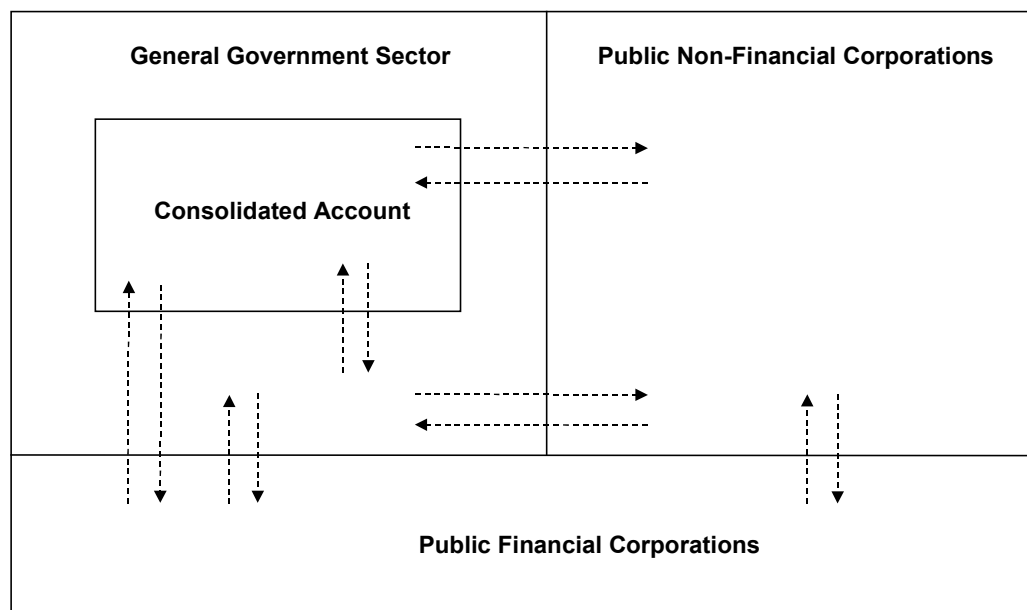 General Government Sector
Public Non-Financial Corporations
Consolidated Account
Public Financial Corporations